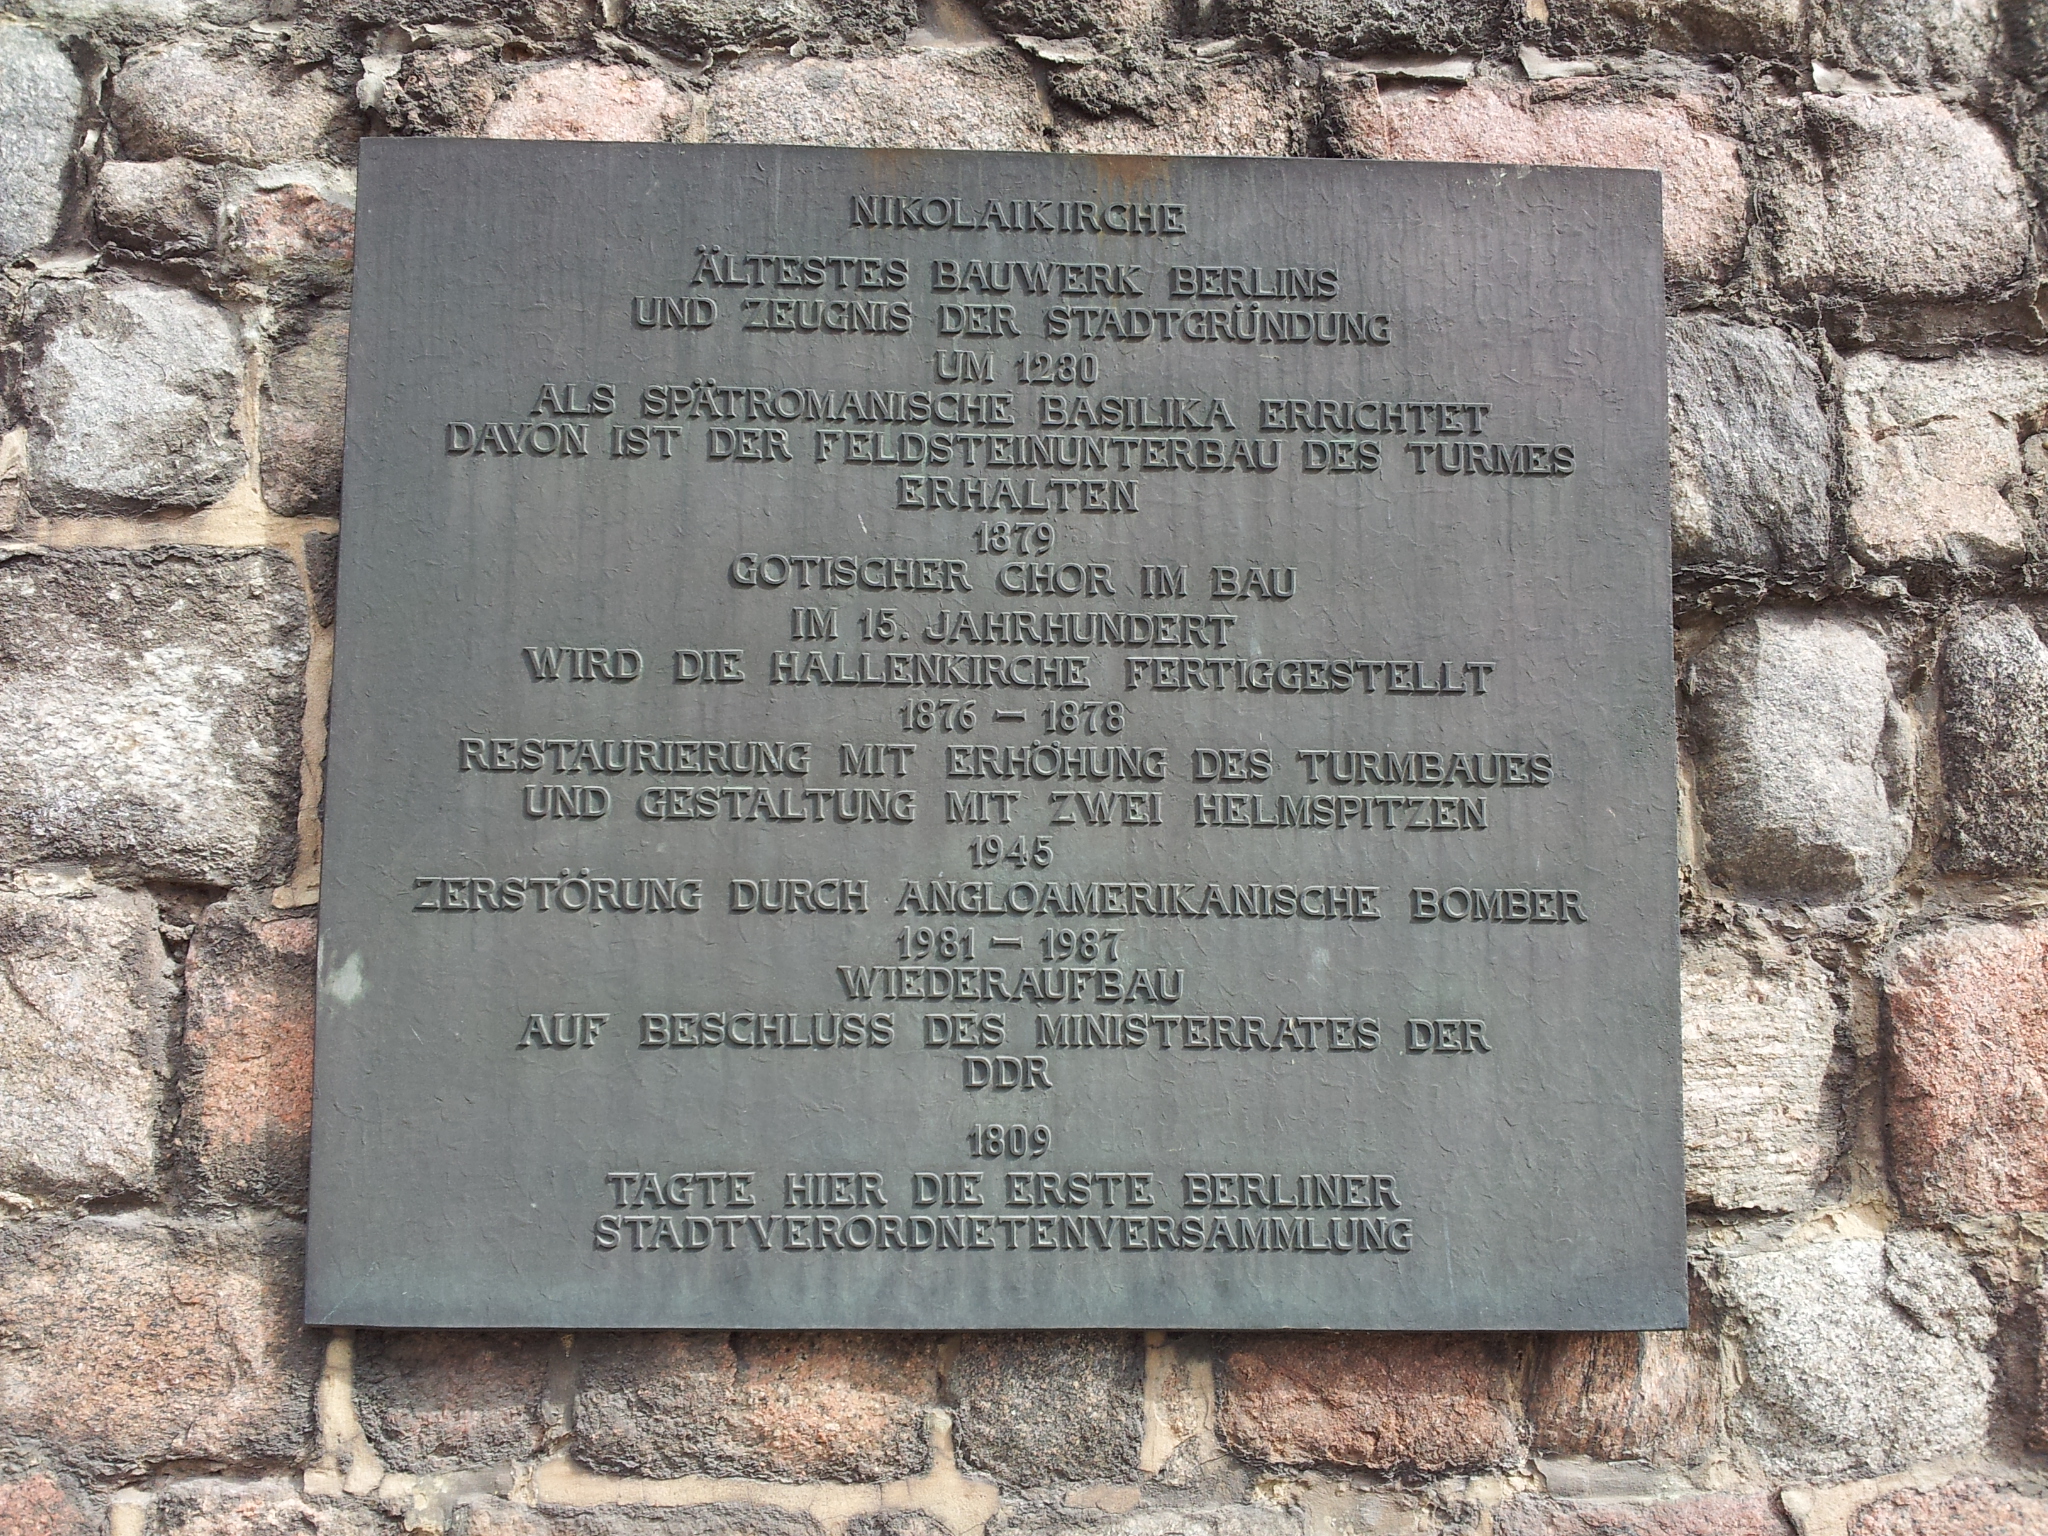 NIKOLAIKIRCHE
ÄLTESTES BAUWERK BERLINS
UND ZEUGNIS DER STADTGRÜNDUNG
UM 1230
ALS SPÄTROMANISCHE BASILIKA ERRICHTET
DAVON IST DER FELDSTEINUNTERBAU DES TURMES
ERHALTEN
1379
GOTISCHER CHOR IM BAU
IM 15. JAHRHUNDERT
WIRD DIE HALLENKIRCHE FERTIGGESTELLT
1876 – 1878
RESTAURIERUNG MIT ERHÖHUNG DES TURMBAUES
UND GESTALTUNG MIT ZWEI HELMSPITZEN
1945
ZERSTÖRUNG DURCH ANGLOAMERIKANISCHE BOMBER
1981 – 1987
WIEDERAUFBAU
AUF BESCHLUSS DES MINISTERRATES DER
DDR
1809
TAGTE HIER DIE ERSTE BERLINER
STADTVERORDNETENVERSAMMLUNG